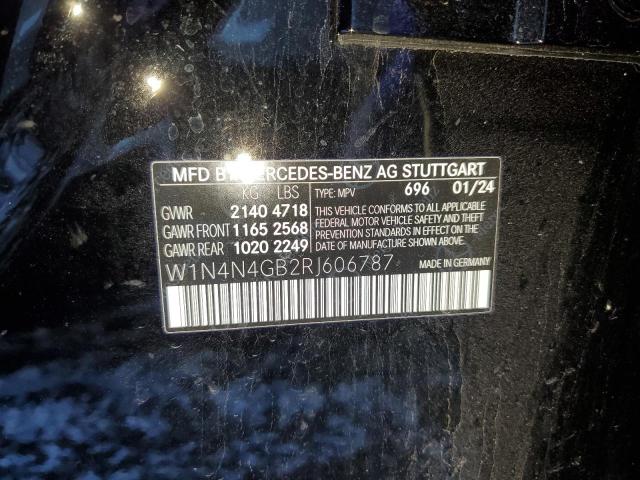 MFD BY MERCEDES-BENZ AG STUTTGART
KG LBS TYPE: MPV 696 01/24
GVWR 2140 4718
GAWR FRONT 1165 2568
GAWR REAR 1020 2249
THIS VEHICLE CONFORMS TO ALL APPLICABLE
FEDERAL MOTOR VEHICLE SAFETY AND THEFT
PREVENTION STANDARDS IN EFFECT ON THE
DATE OF MANUFACTURE SHOWN ABOVE.
W1N4N4GB2RJ606787 MADE IN GERMANY